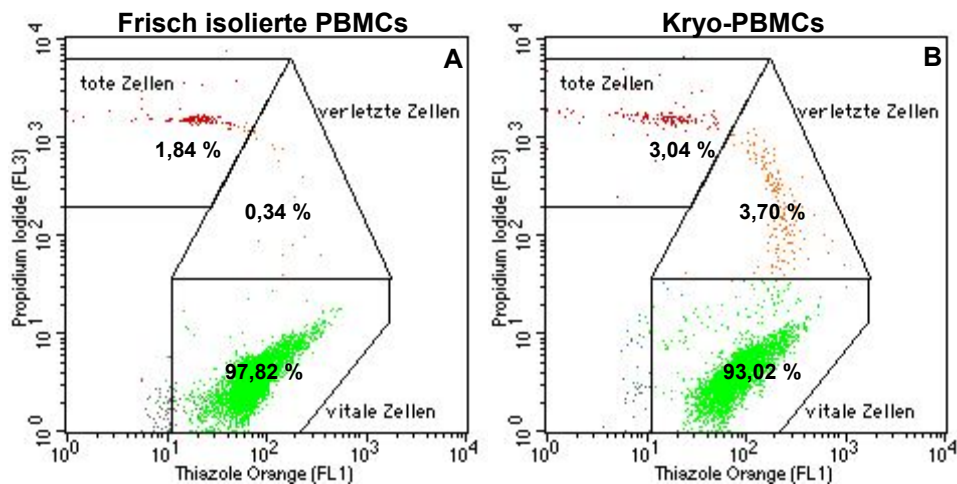 Frisch isolierte PBMCs
A
tote Zellen
verletzte Zellen
1,84 %
0,34 %
97,82 %
vitale Zellen
Propidium Iodide (FL3)
10^4
10^3
10^2
10^1
10^0
10^0 10^1 10^2 10^3 10^4
Thiazole Orange (FL1)
Kryo-PBMCs
B
tote Zellen
verletzte Zellen
3,04 %
3,70 %
93,02 %
vitale Zellen
Propidium Iodide (FL3)
10^4
10^3
10^2
10^1
10^0
10^0 10^1 10^2 10^3 10^4
Thiazole Orange (FL1)